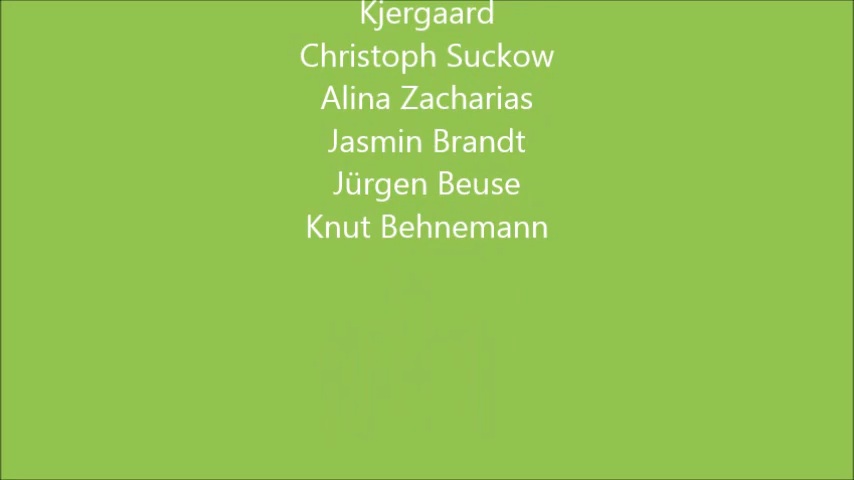 Kjergaard
Christoph Suckow
Alina Zacharias
Jasmin Brandt
Jürgen Beuse
Knut Behnemann